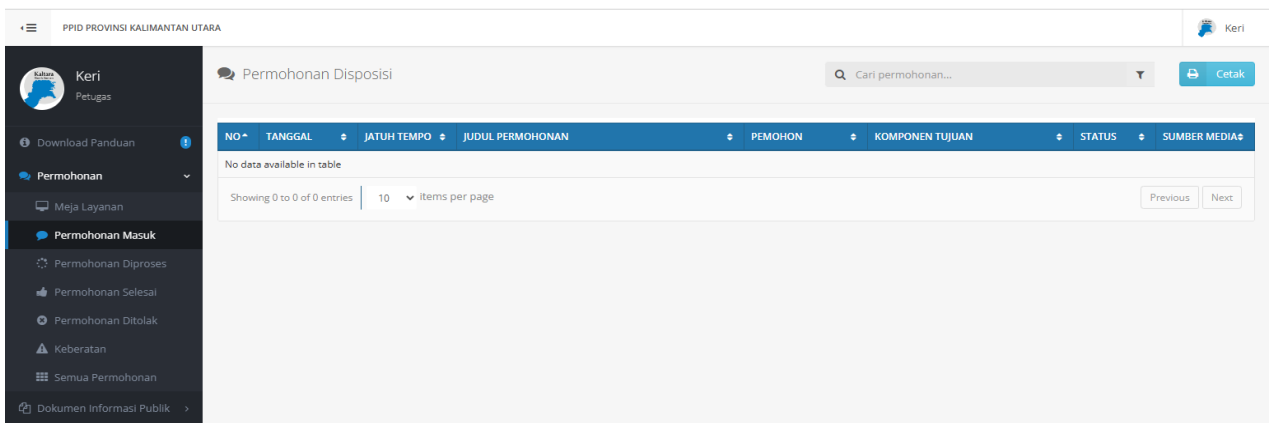 PPID PROVINSI KALIMANTAN UTARA
Keri
Keri
Petugas
Permohonan Disposisi
Cari permohonan...
Cetak
Download Panduan
Permohonan
Meja Layanan
Permohonan Masuk
Permohonan Diproses
Permohonan Selesai
Permohonan Ditolak
Keberatan
Semua Permohonan
Dokumen Informasi Publik
NO TANGGAL JATUH TEMPO JUDUL PERMOHONAN PEMOHON KOMPONEN TUJUAN STATUS SUMBER MEDIA
No data available in table
Showing 0 to 0 of 0 entries 10 items per page Previous Next